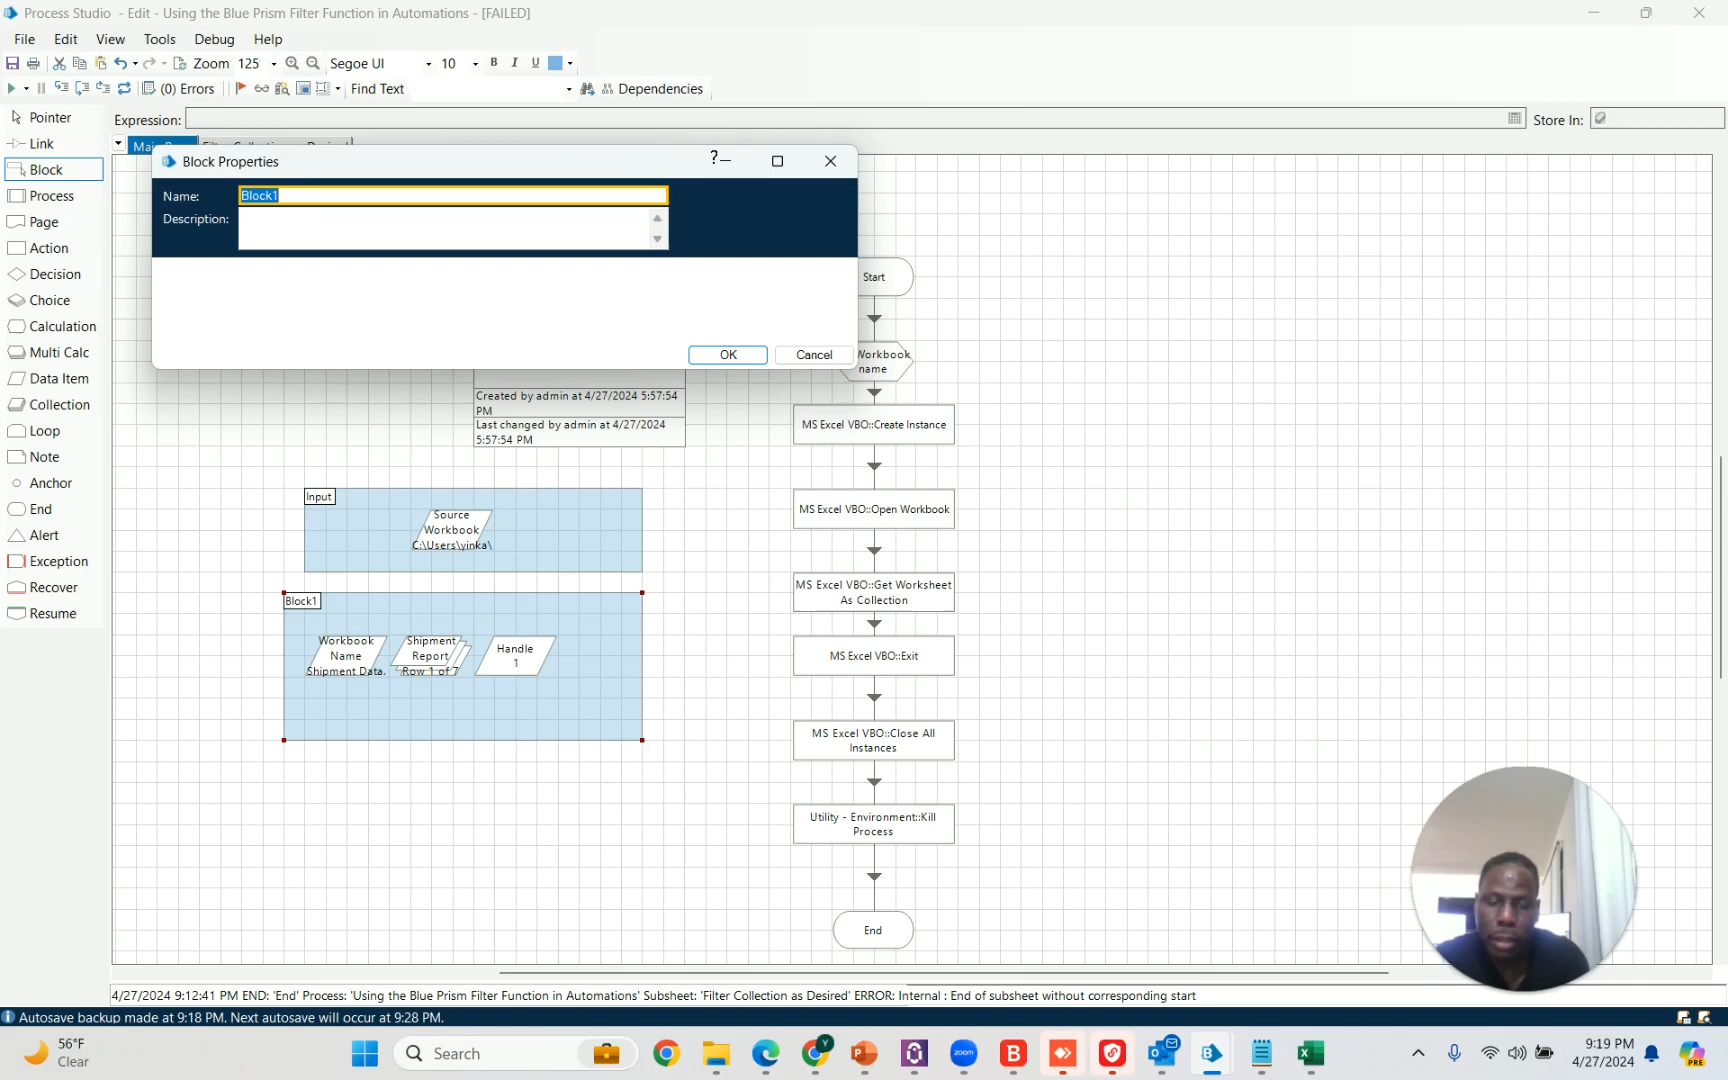 Process Studio - Edit - Using the Blue Prism Filter Function in Automations - [FAILED]
File Edit View Tools Debug Help
Zoom 125 Segoe UI 10 B I U
(0) Errors Find Text Dependencies
Expression: Store In:
Pointer
Link
Block
Process
Page
Action
Decision
Choice
Calculation
Multi Calc
Data Item
Collection
Loop
Note
Anchor
End
Alert
Exception
Recover
Resume
Block Properties
?
Name: Block1
Description:
OK Cancel
Created by admin at 4/27/2024 5:57:54
PM
Last changed by admin at 4/27/2024
5:57:54 PM
Input
Source
Workbook
C:\Users\yinka\
Block1
Workbook
Name
Shipment Data.
Shipment
Report
Row 1 of 7
Handle
1
Start
Workbook
name
MS Excel VBO::Create Instance
MS Excel VBO::Open Workbook
MS Excel VBO::Get Worksheet
As Collection
MS Excel VBO::Exit
MS Excel VBO::Close All
Instances
Utility - Environment::Kill
Process
End
4/27/2024 9:12:41 PM END: 'End' Process: 'Using the Blue Prism Filter Function in Automations' Subsheet: 'Filter Collection as Desired' ERROR: Internal : End of subsheet without corresponding start
Autosave backup made at 9:18 PM. Next autosave will occur at 9:28 PM.
56°F
Clear
Search
Y
zoom
B
9:19 PM
4/27/2024
PRE